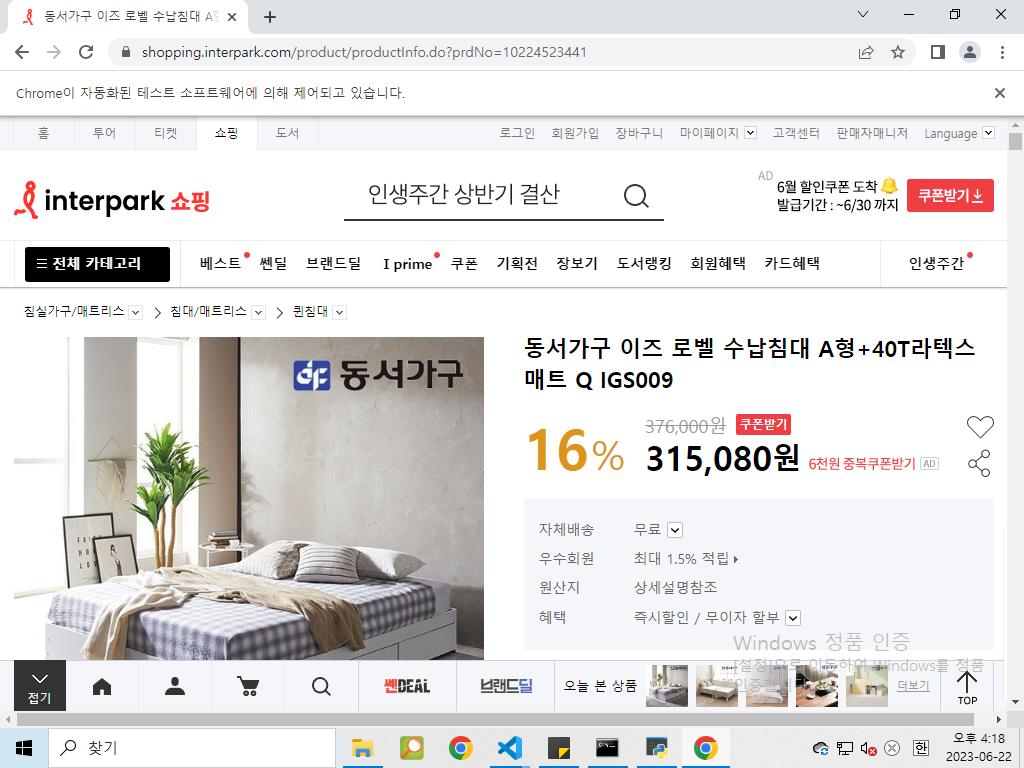 동서가구 이즈 로벨 수납침대 A형
shopping.interpark.com/product/productInfo.do?prdNo=10224523441
Chrome이 자동화된 테스트 소프트웨어에 의해 제어되고 있습니다.
홈 투어 티켓 쇼핑 도서 로그인 회원가입 장바구니 마이페이지 고객센터 판매자매니저 Language
interpark 쇼핑
인생주간 상반기 결산
AD
6월 할인쿠폰 도착
발급기간 : ~6/30 까지
쿠폰받기
전체 카테고리 베스트 쎈딜 브랜드딜 I prime 쿠폰 기획전 장보기 도서랭킹 회원혜택 카드혜택 인생주간
침실가구/매트리스 침대/매트리스 퀸침대
동서가구
동서가구 이즈 로벨 수납침대 A형+40T라텍스
매트 Q IGS009
16%
376,000원 쿠폰받기
315,080원 6천원 중복쿠폰받기 AD
자체배송 무료
우수회원 최대 1.5% 적립
원산지 상세설명참조
혜택 즉시할인 / 무이자 할부
Windows 정품 인증
[설정]으로 이동하여 Windows를 정품
인증합니다.
접기 쎈DEAL 브랜드딜 오늘 본 상품 더보기 TOP
찾기
한
오후 4:18
2023-06-22